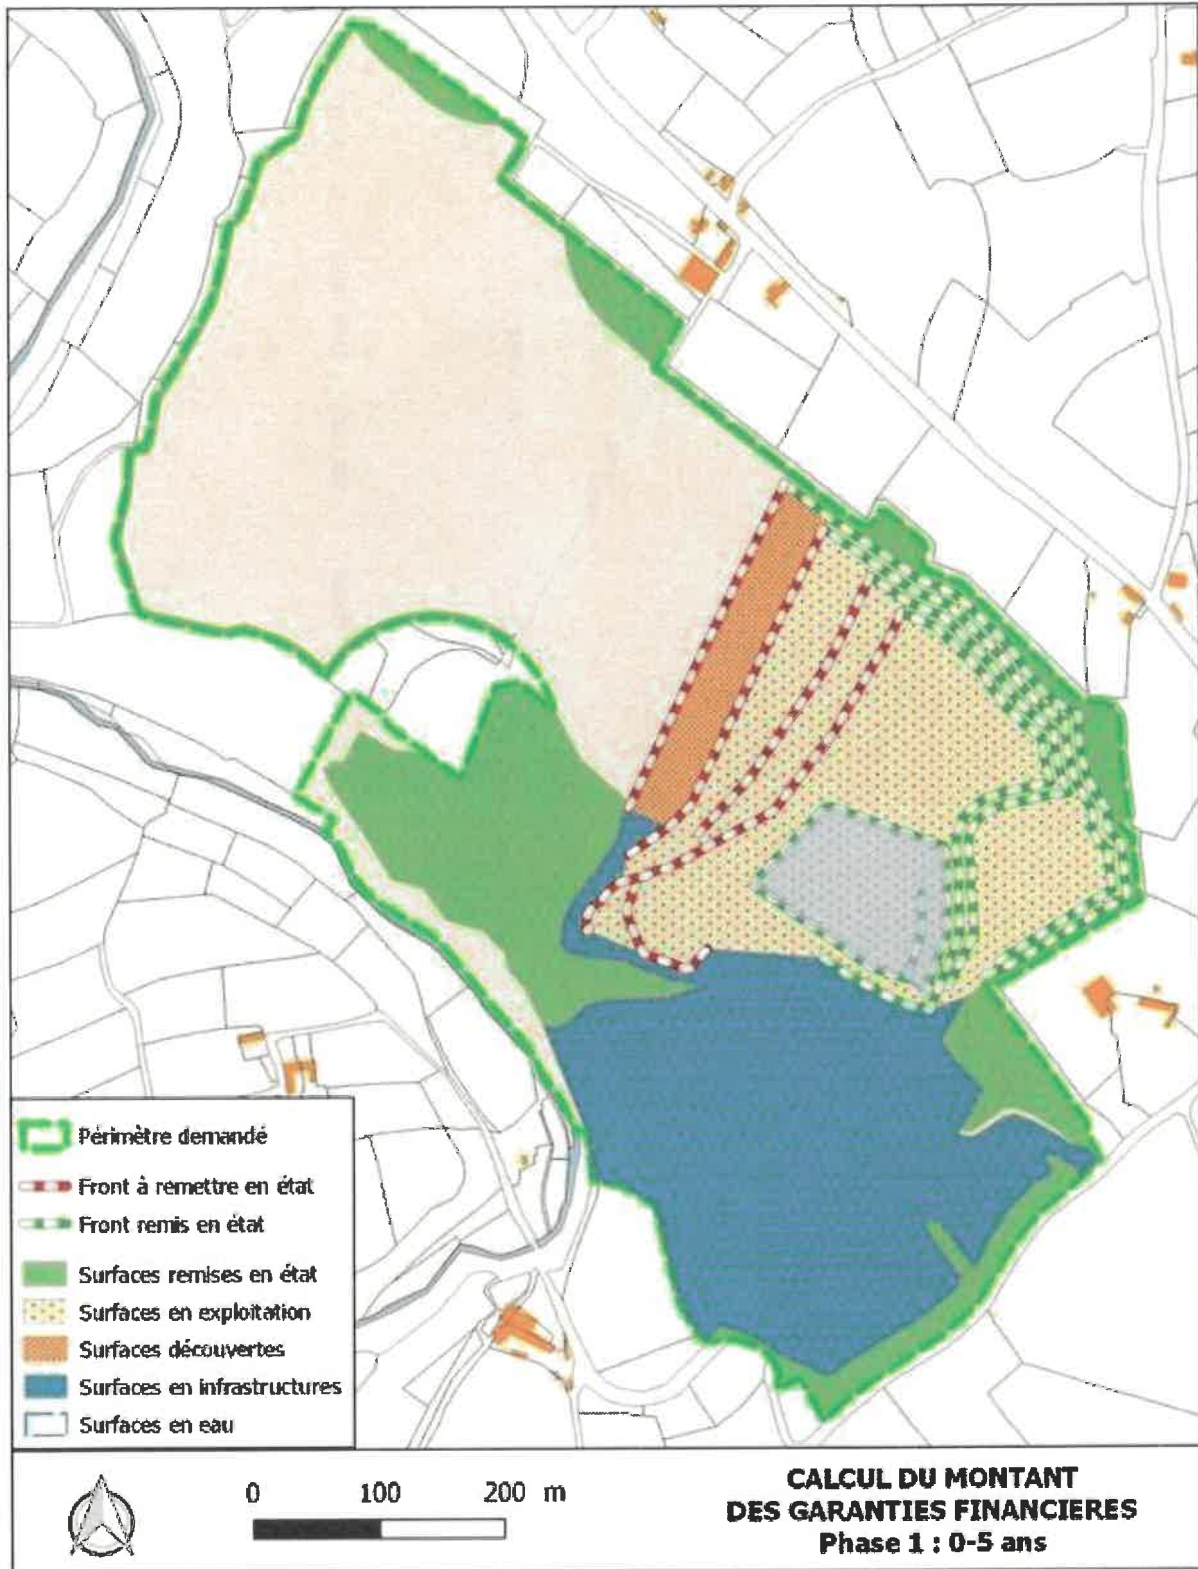 Périmètre demandé
Front à remettre en état
Front remis en état
Surfaces remises en état
Surfaces en exploitation
Surfaces découvertes
Surfaces en infrastructures
Surfaces en eau
0 100 200 m
CALCUL DU MONTANT
DES GARANTIES FINANCIERES
Phase 1 : 0-5 ans